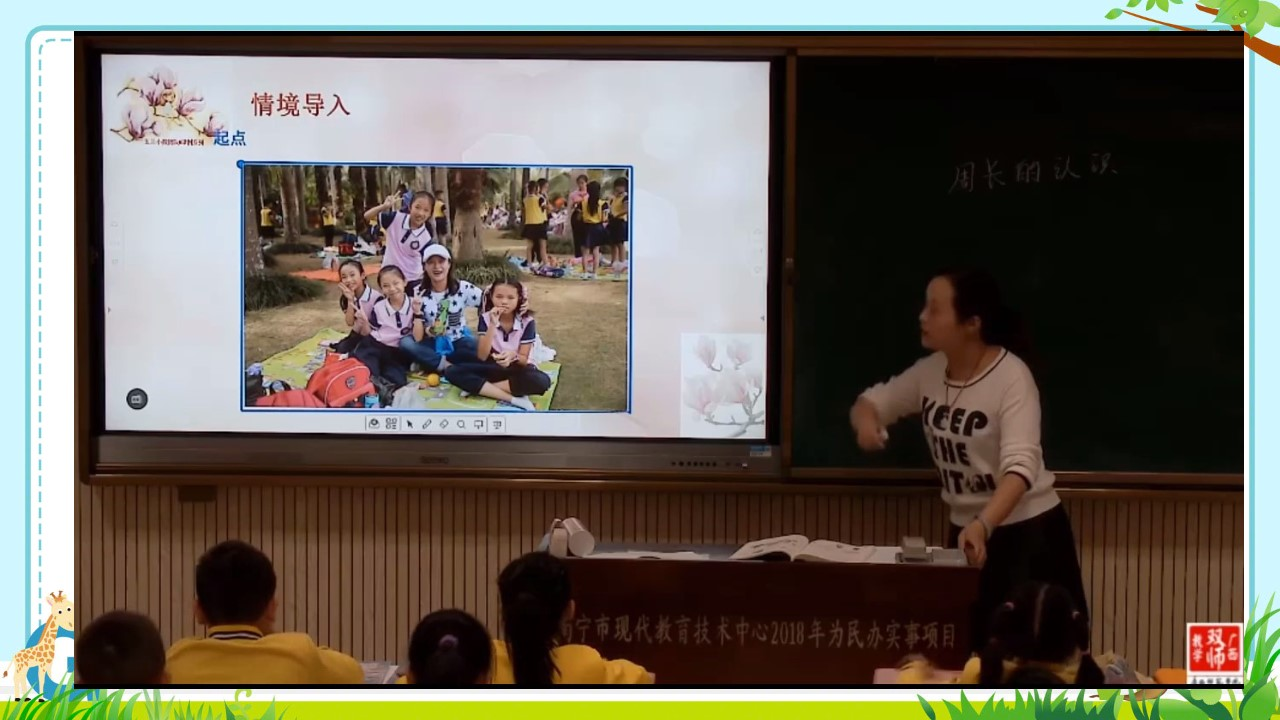 情境导入
起点
周长的认识
KEEP
THE
南宁市现代教育技术中心2018年为民办实事项目
双师
教学
广西